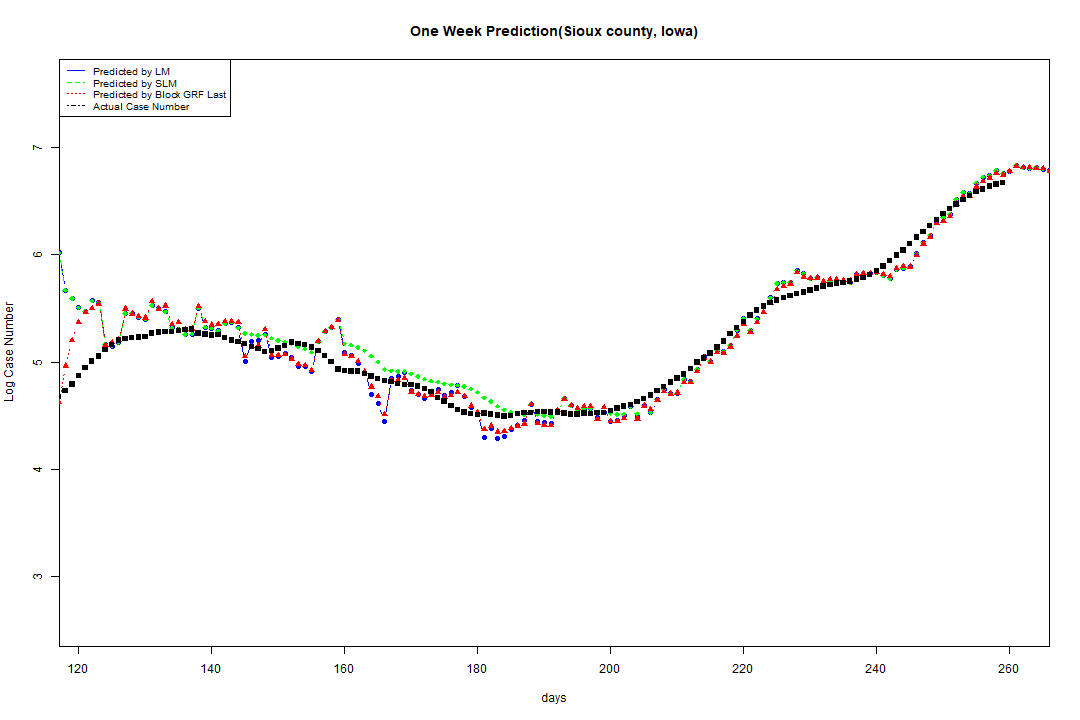 One Week Prediction(Sioux county, Iowa)
Predicted by LM
Predicted by SLM
Predicted by Block GRF Last
Actual Case Number
7
6
5
4
3
Log Case Number
120 140 160 180 200 220 240 260
days